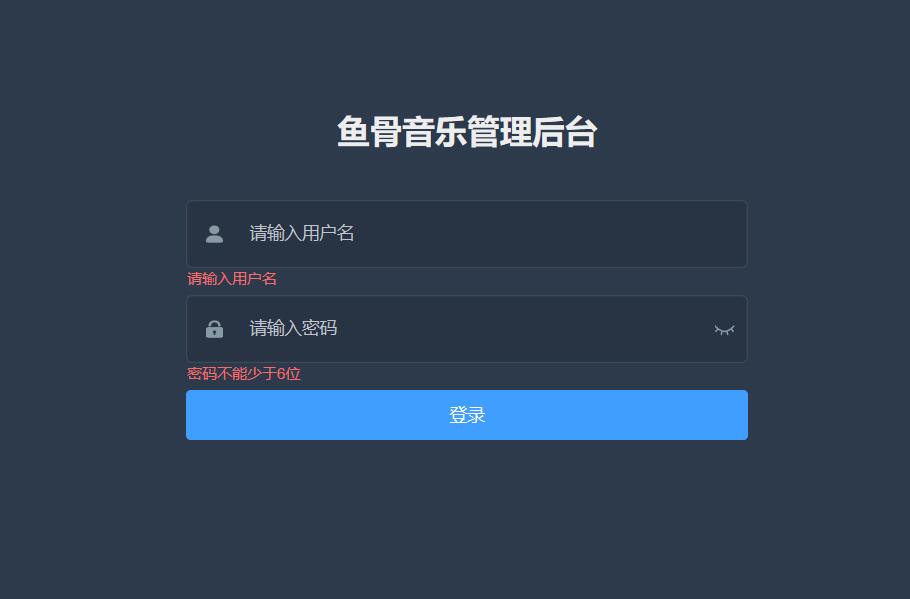 鱼骨音乐管理后台
请输入用户名
请输入用户名
请输入密码
密码不能少于6位
登录